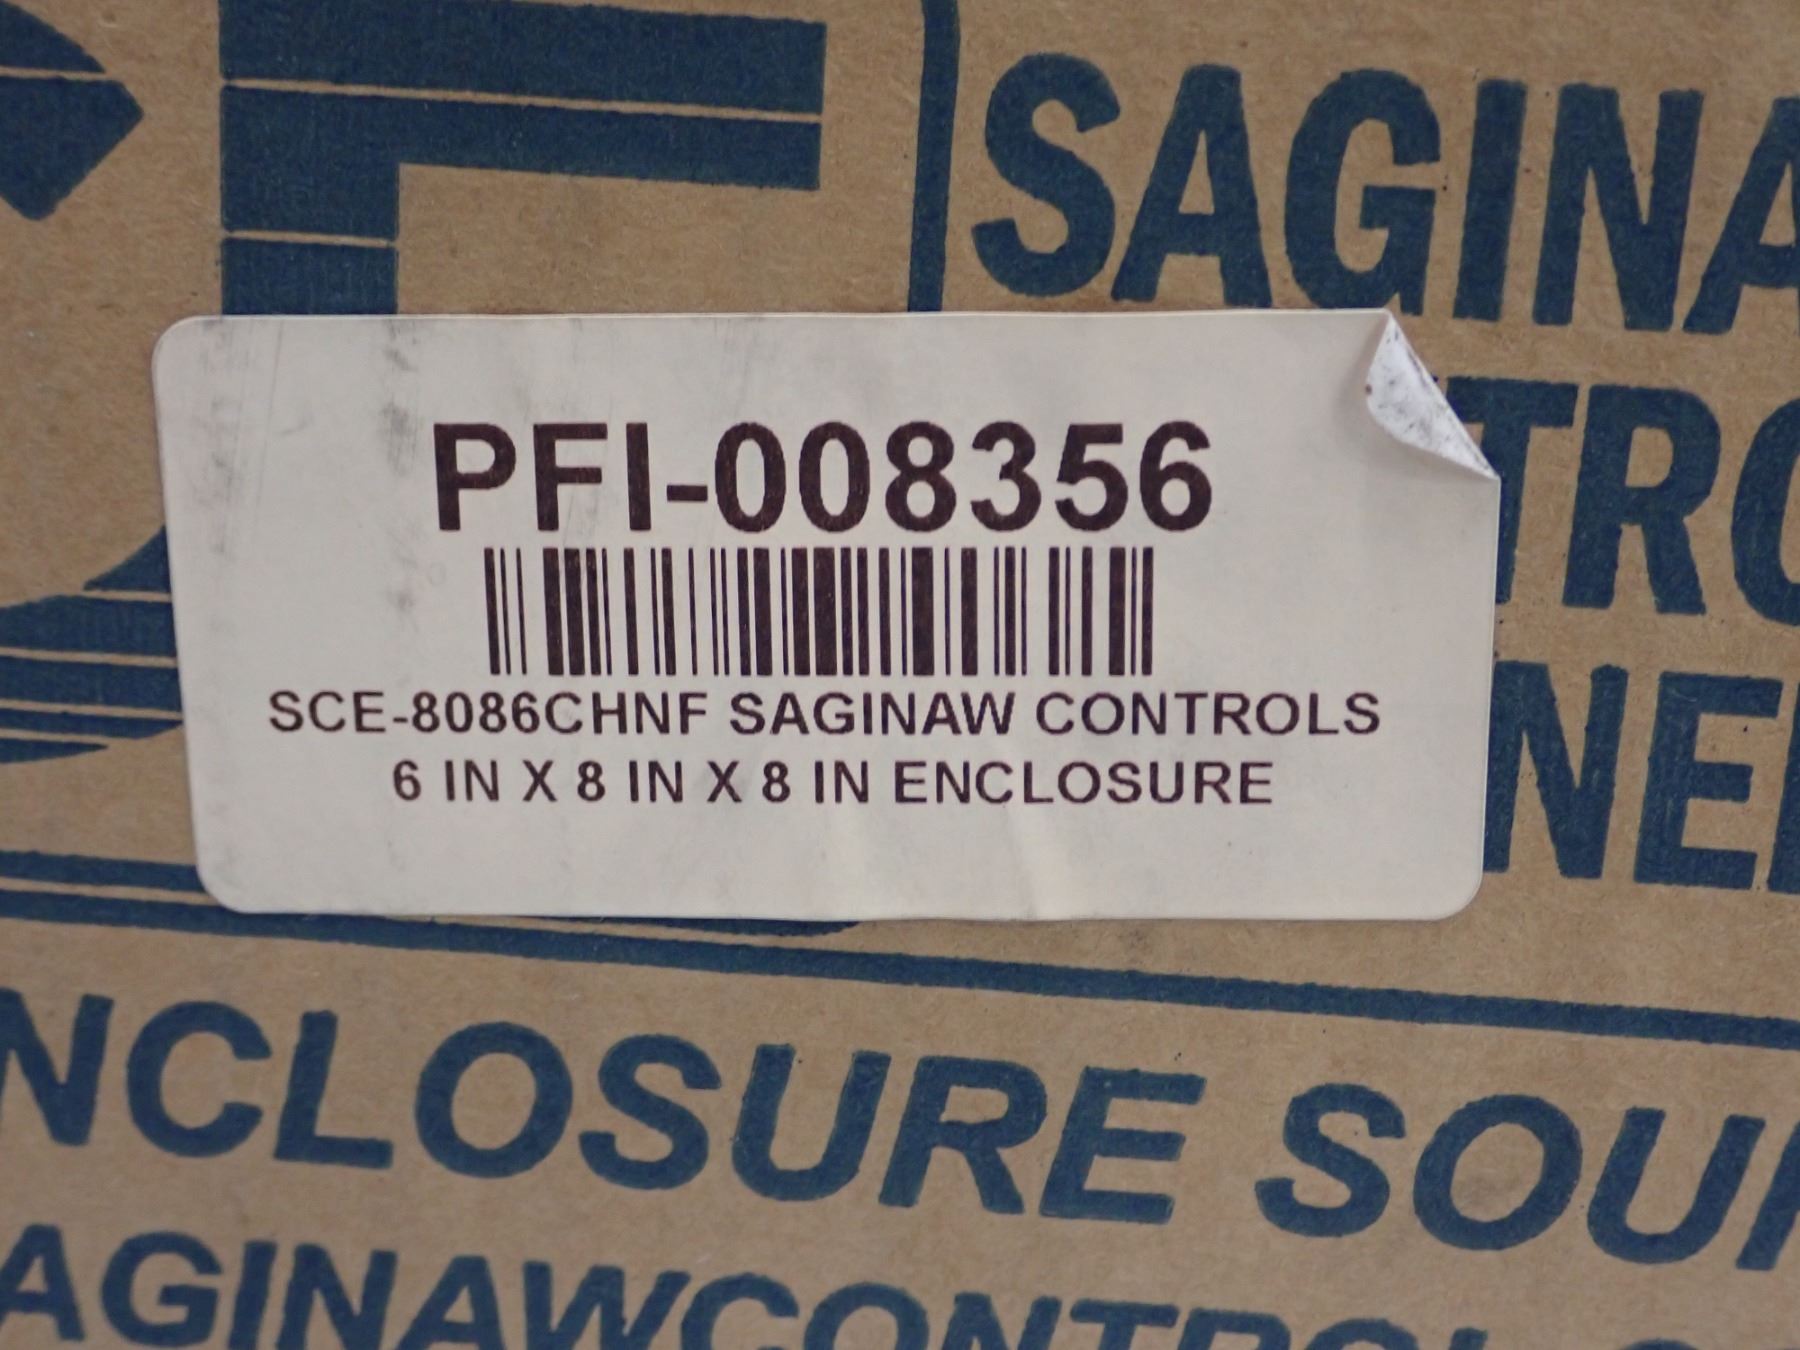 SAGINA
PFI-008356
TRO
SCE-8086CHNF SAGINAW CONTROLS
6 IN X 8 IN X 8 IN ENCLOSURE
NE
NCLOSURE SOU
AGINAWCONTROL